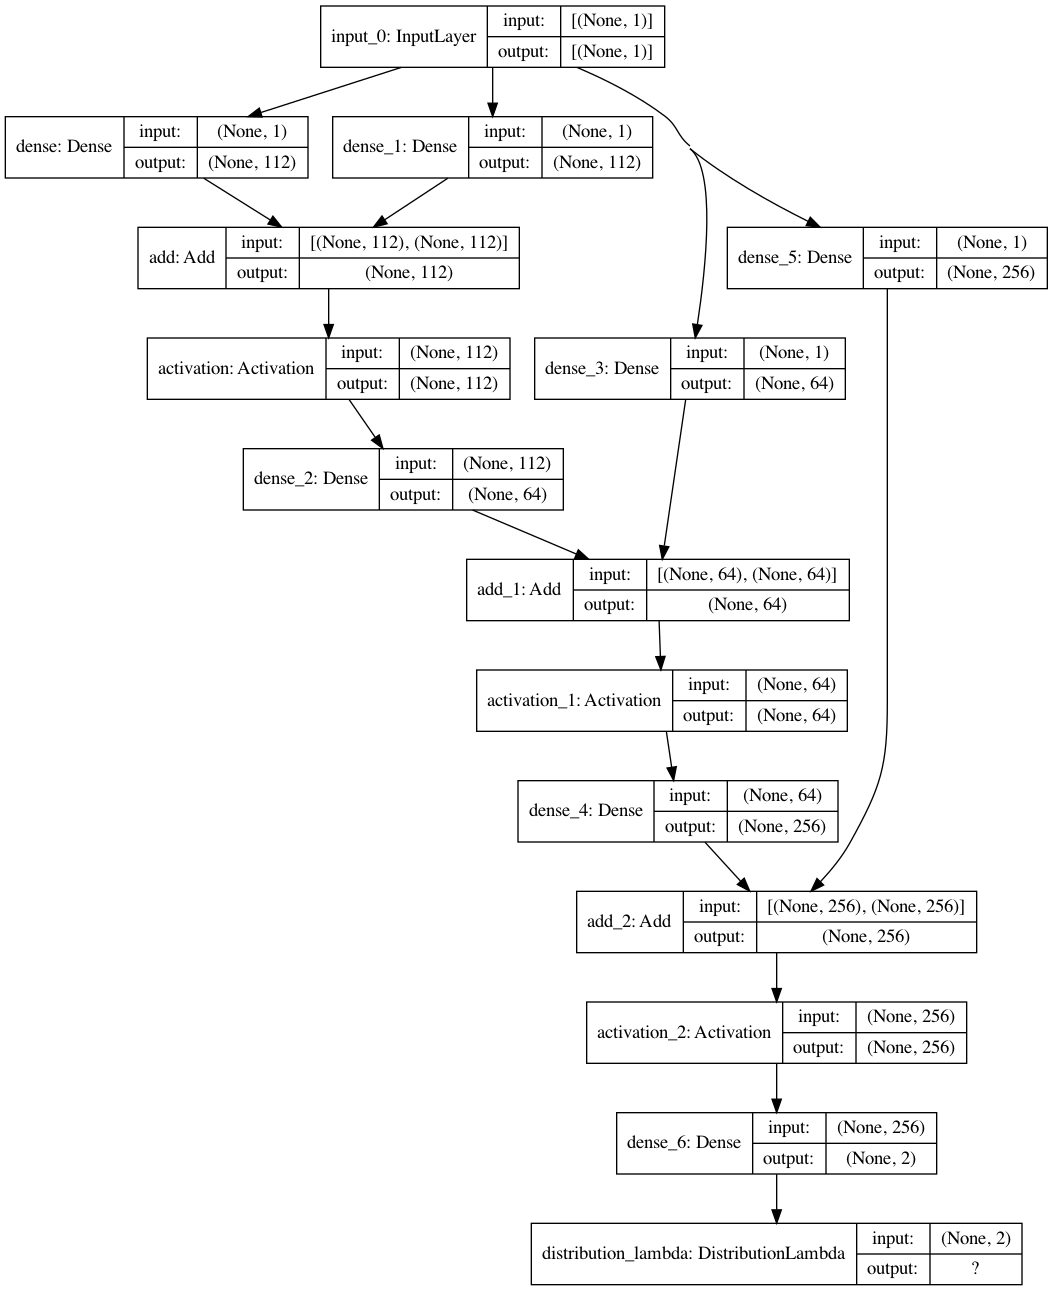 input_0: InputLayer
input: [(None, 1)]
output: [(None, 1)]
dense: Dense
input: (None, 1)
output: (None, 112)
dense_1: Dense
input: (None, 1)
output: (None, 112)
add: Add
input: [(None, 112), (None, 112)]
output: (None, 112)
dense_5: Dense
input: (None, 1)
output: (None, 256)
activation: Activation
input: (None, 112)
output: (None, 112)
dense_3: Dense
input: (None, 1)
output: (None, 64)
dense_2: Dense
input: (None, 112)
output: (None, 64)
add_1: Add
input: [(None, 64), (None, 64)]
output: (None, 64)
activation_1: Activation
input: (None, 64)
output: (None, 64)
dense_4: Dense
input: (None, 64)
output: (None, 256)
add_2: Add
input: [(None, 256), (None, 256)]
output: (None, 256)
activation_2: Activation
input: (None, 256)
output: (None, 256)
dense_6: Dense
input: (None, 256)
output: (None, 2)
distribution_lambda: DistributionLambda
input: (None, 2)
output: ?